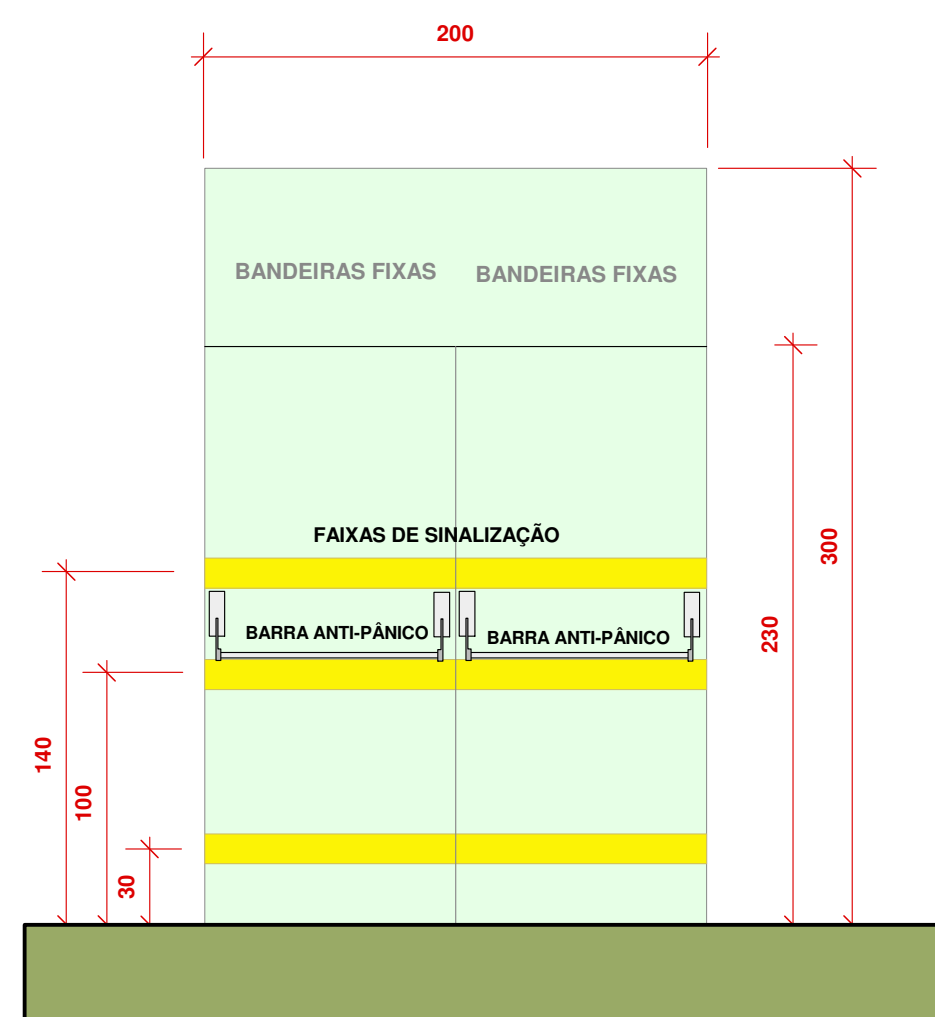 200
BANDEIRAS FIXAS
BANDEIRAS FIXAS
FAIXAS DE SINALIZAÇÃO
300
230
BARRA ANTI-PÂNICO
BARRA ANTI-PÂNICO
140
100
30